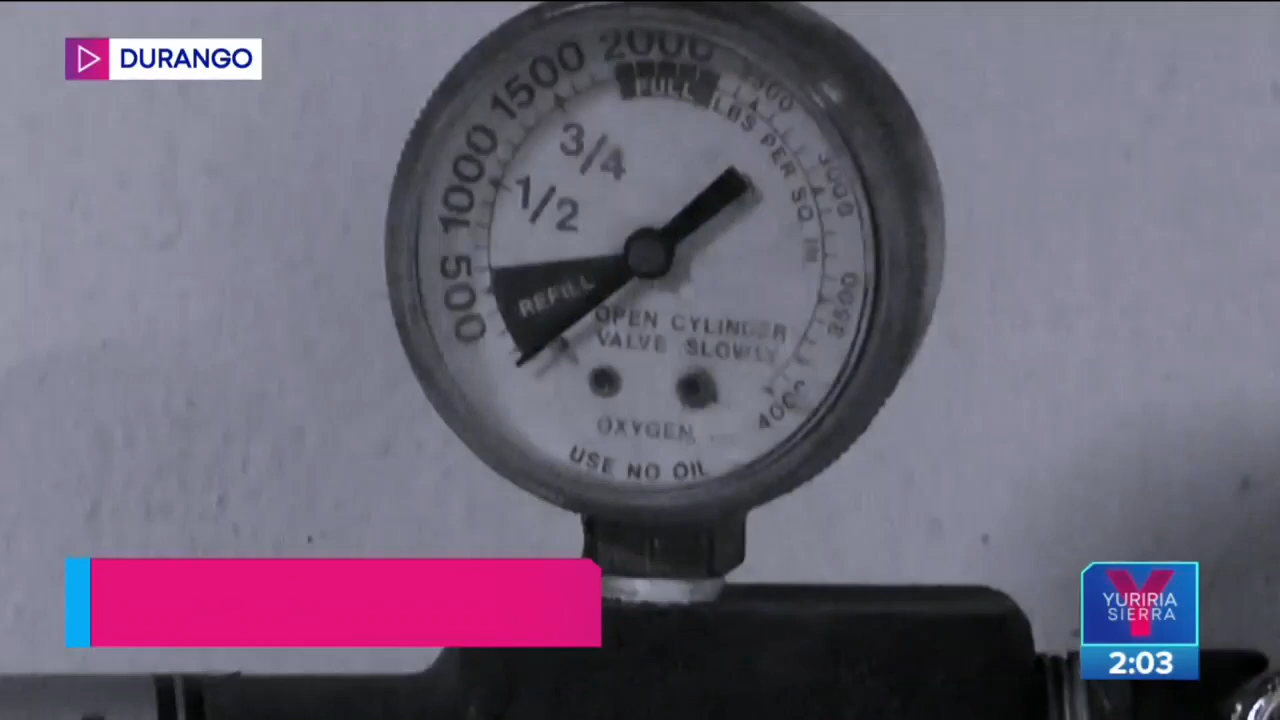 DURANGO
2000
1500
2500
1000
3000
500
3500
4000
FULL
LBS PER SQ. IN.
3/4
1/2
REFILL
OPEN CYLINDER
VALVE SLOWLY
OXYGEN
USE NO OIL
YURIRIA
SIERRA
2:03